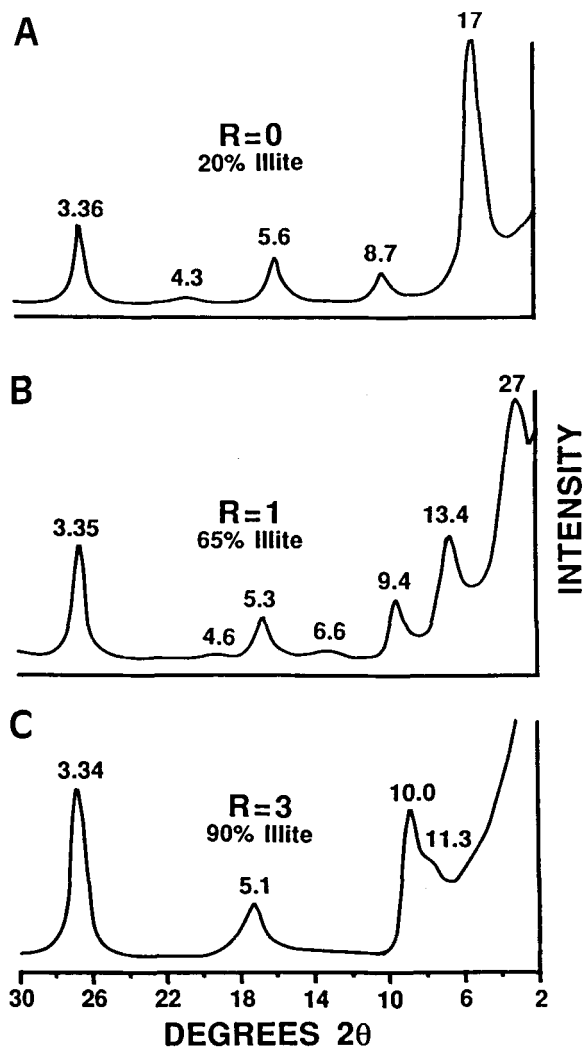 A
17
R=0
20% Illite
3.36
4.3
5.6
8.7
B
27
R=1
65% Illite
3.35
4.6
5.3
6.6
9.4
13.4
INTENSITY
C
3.34
R=3
90% Illite
5.1
10.0
11.3
30 26 22 18 14 10 6 2
DEGREES 2θ